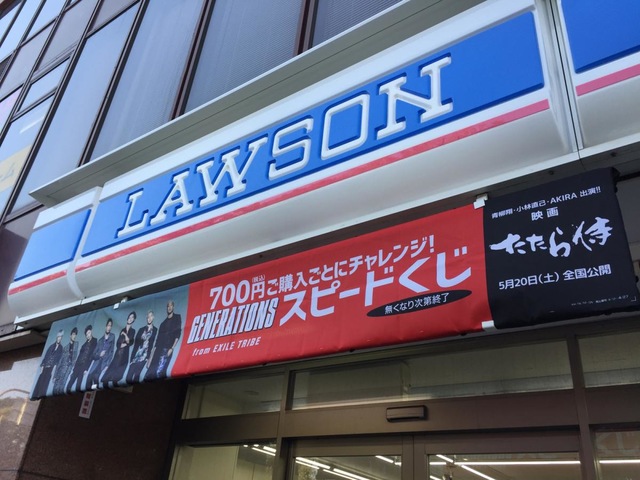 LAWSON
700円(税込)ご購入ごとにチャレンジ!
GENERATIONS
スピードくじ
from EXILE TRIBE
無くなり次第終了
青柳翔・小林直己・AKIRA 出演!!
映画
たたら侍
5月20日(土)全国公開